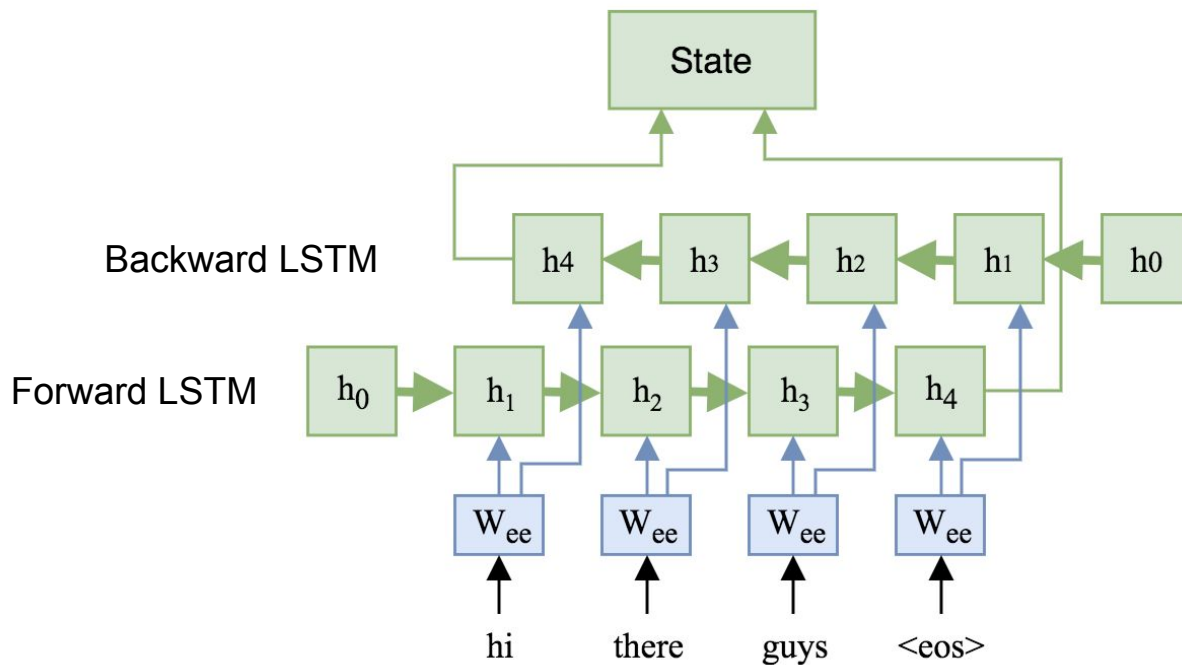 State
Backward LSTM h4 h3 h2 h1 h0
Forward LSTM h₀ h₁ h₂ h₃ h₄
Wₑₑ Wₑₑ Wₑₑ Wₑₑ
hi there guys <eos>